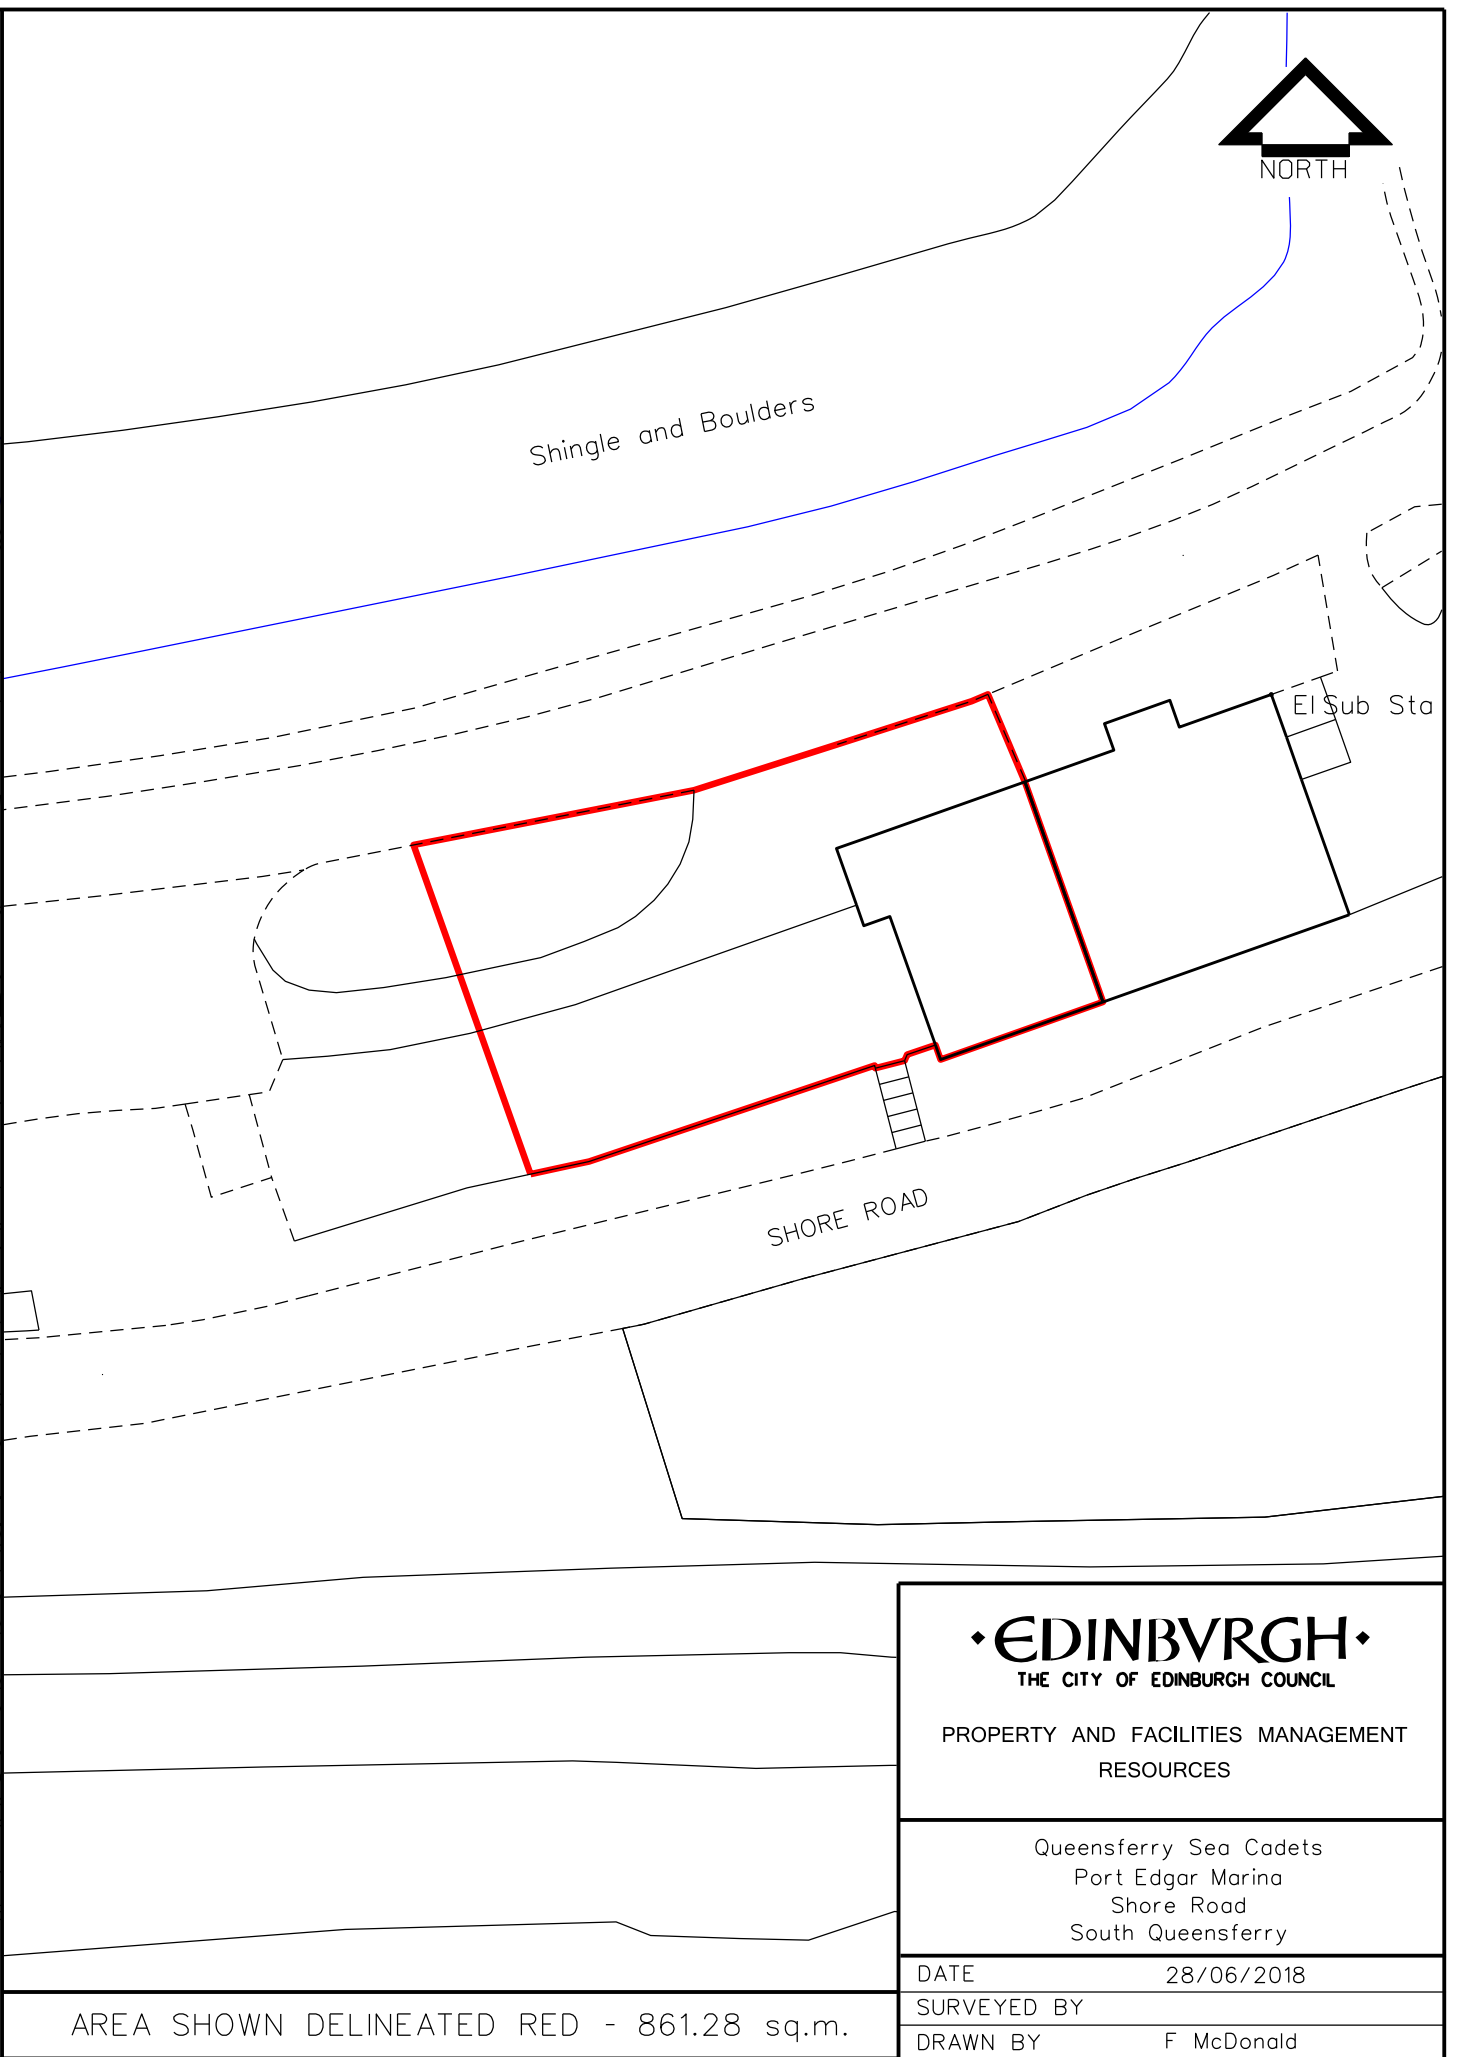 NORTH
Shingle and Boulders
El Sub Sta
SHORE ROAD
EDINBVRGH
THE CITY OF EDINBURGH COUNCIL
PROPERTY AND FACILITIES MANAGEMENT
RESOURCES
Queensferry Sea Cadets
Port Edgar Marina
Shore Road
South Queensferry
DATE 28/06/2018
SURVEYED BY
DRAWN BY F McDonald
AREA SHOWN DELINEATED RED - 861.28 sq.m.